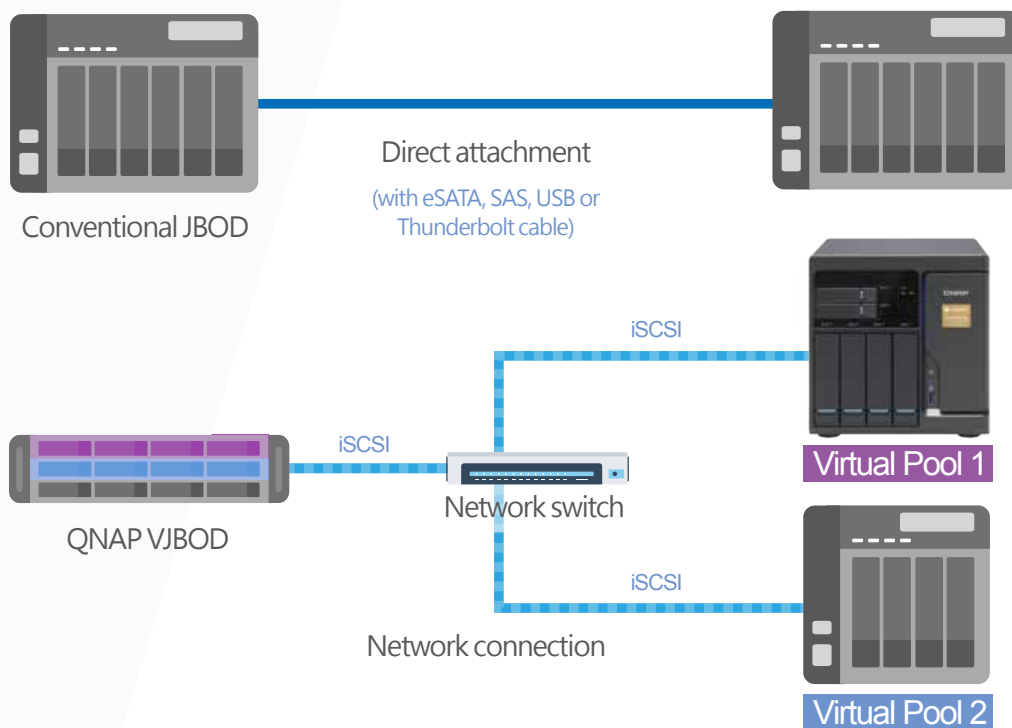 Direct attachment
(with eSATA, SAS, USB or
Thunderbolt cable)
Conventional JBOD
iSCSI
QNAP
Virtual Pool 1
iSCSI
Network switch
QNAP VJBOD
iSCSI
Network connection
Virtual Pool 2